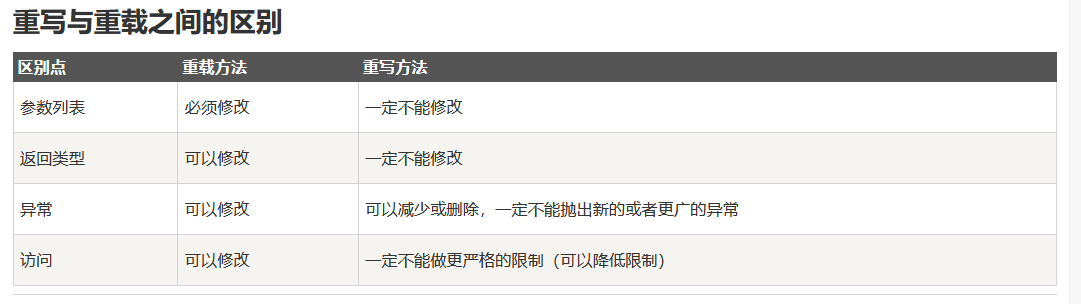 重写与重载之间的区别
区别点 重载方法 重写方法
参数列表 必须修改 一定不能修改
返回类型 可以修改 一定不能修改
异常 可以修改 可以减少或删除，一定不能抛出新的或者更广的异常
访问 可以修改 一定不能做更严格的限制（可以降低限制）